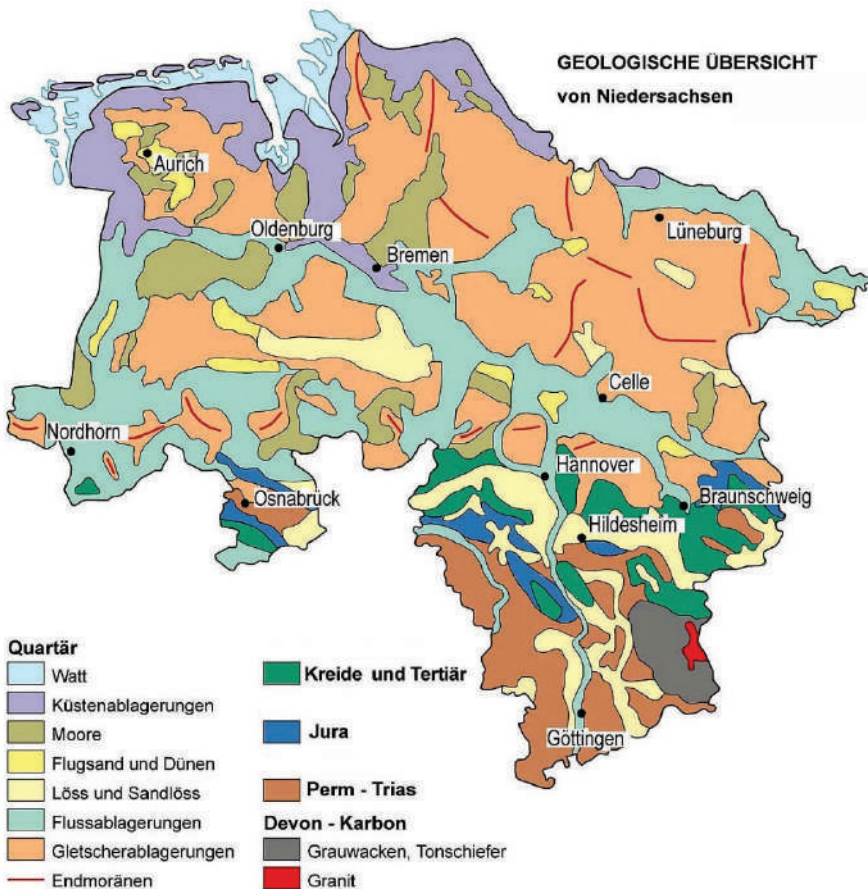 GEOLOGISCHE ÜBERSICHT
von Niedersachsen
Aurich
Oldenburg
Bremen
Lüneburg
Celle
Nordhorn
Osnabrück
Hannover
Braunschweig
Hildesheim
Göttingen
Quartär
Watt
Küstenablagerungen
Moore
Flugsand und Dünen
Löss und Sandlöss
Flussablagerungen
Gletscherablagerungen
Endmoränen
Kreide und Tertiär
Jura
Perm - Trias
Devon - Karbon
Grauwacken, Tonschiefer
Granit